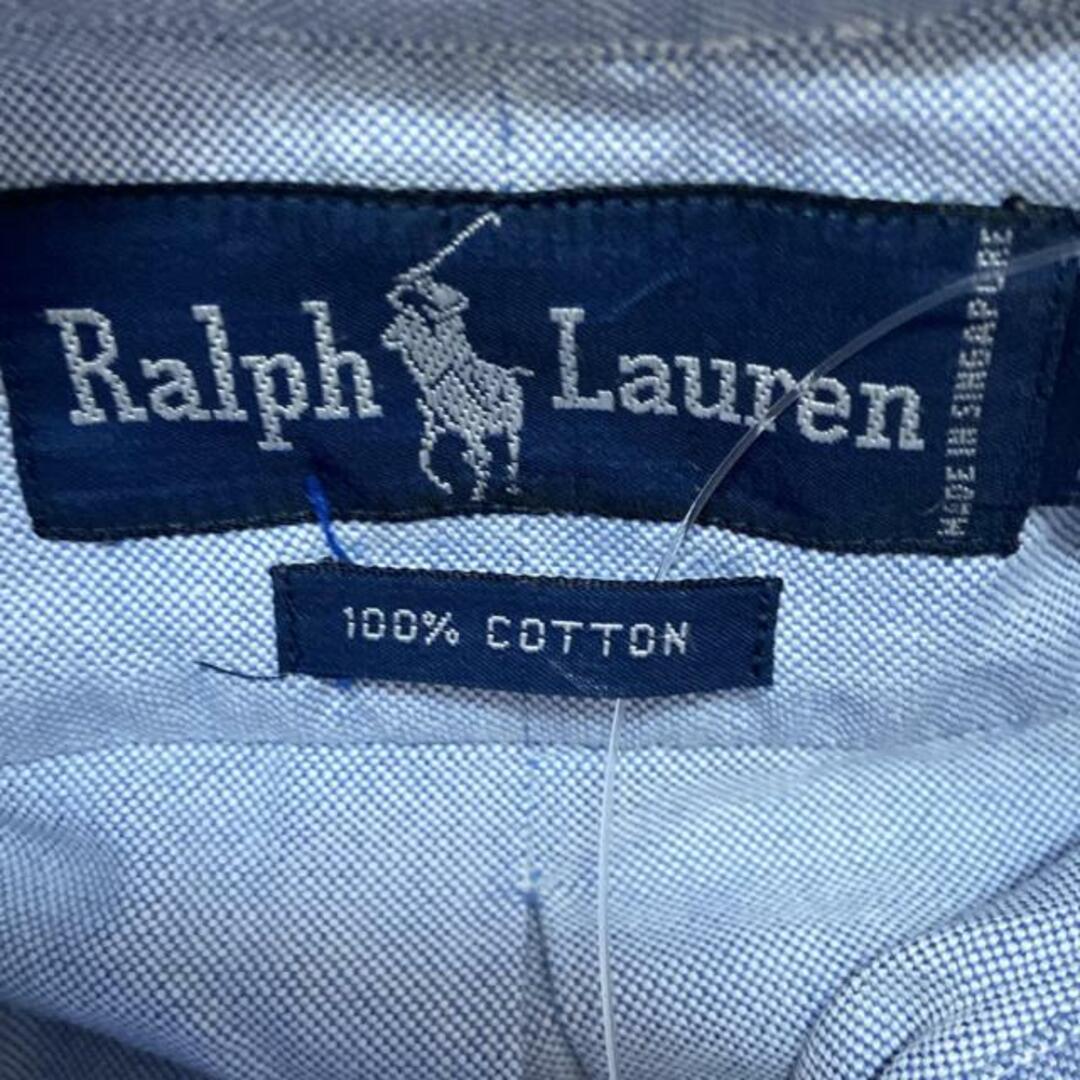 Ralph Lauren
MADE IN SINGAPORE
100% COTTON